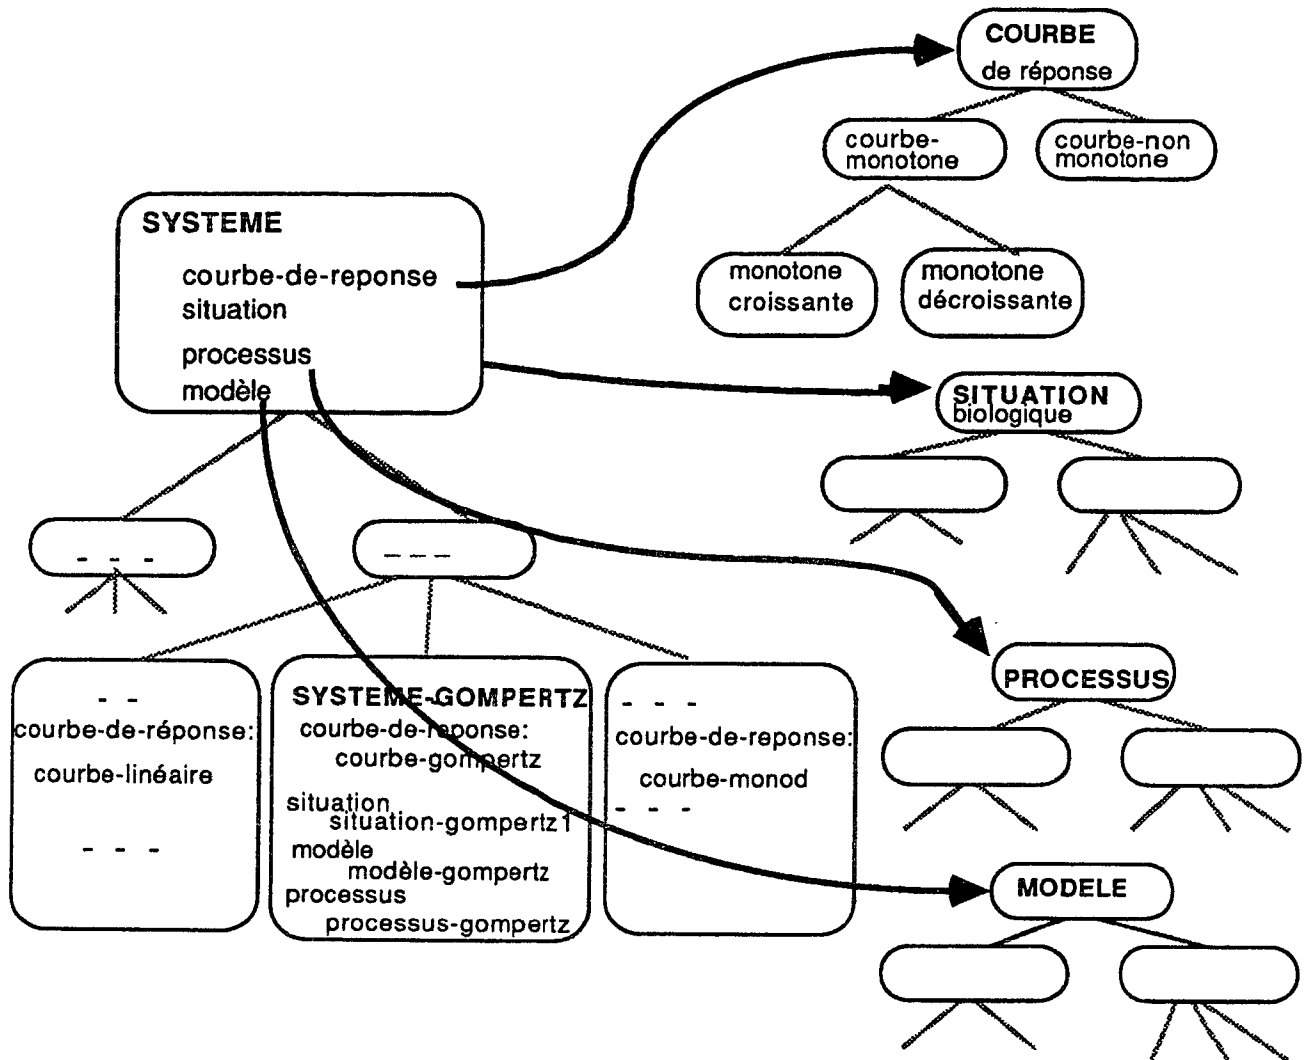 COURBE
de réponse
courbe-
monotone
courbe-non
monotone
monotone
croissante
monotone
décroissante
SYSTEME
courbe-de-reponse
situation
processus
modèle
SITUATION
biologique
- - -
- - -
PROCESSUS
- -
courbe-de-réponse:
courbe-linéaire
- - -
SYSTEME-GOMPERTZ
courbe-de-reponse:
courbe-gompertz
situation
situation-gompertz1
modèle
modèle-gompertz
processus
processus-gompertz
- - -
courbe-de-reponse:
courbe-monod
- - -
MODELE